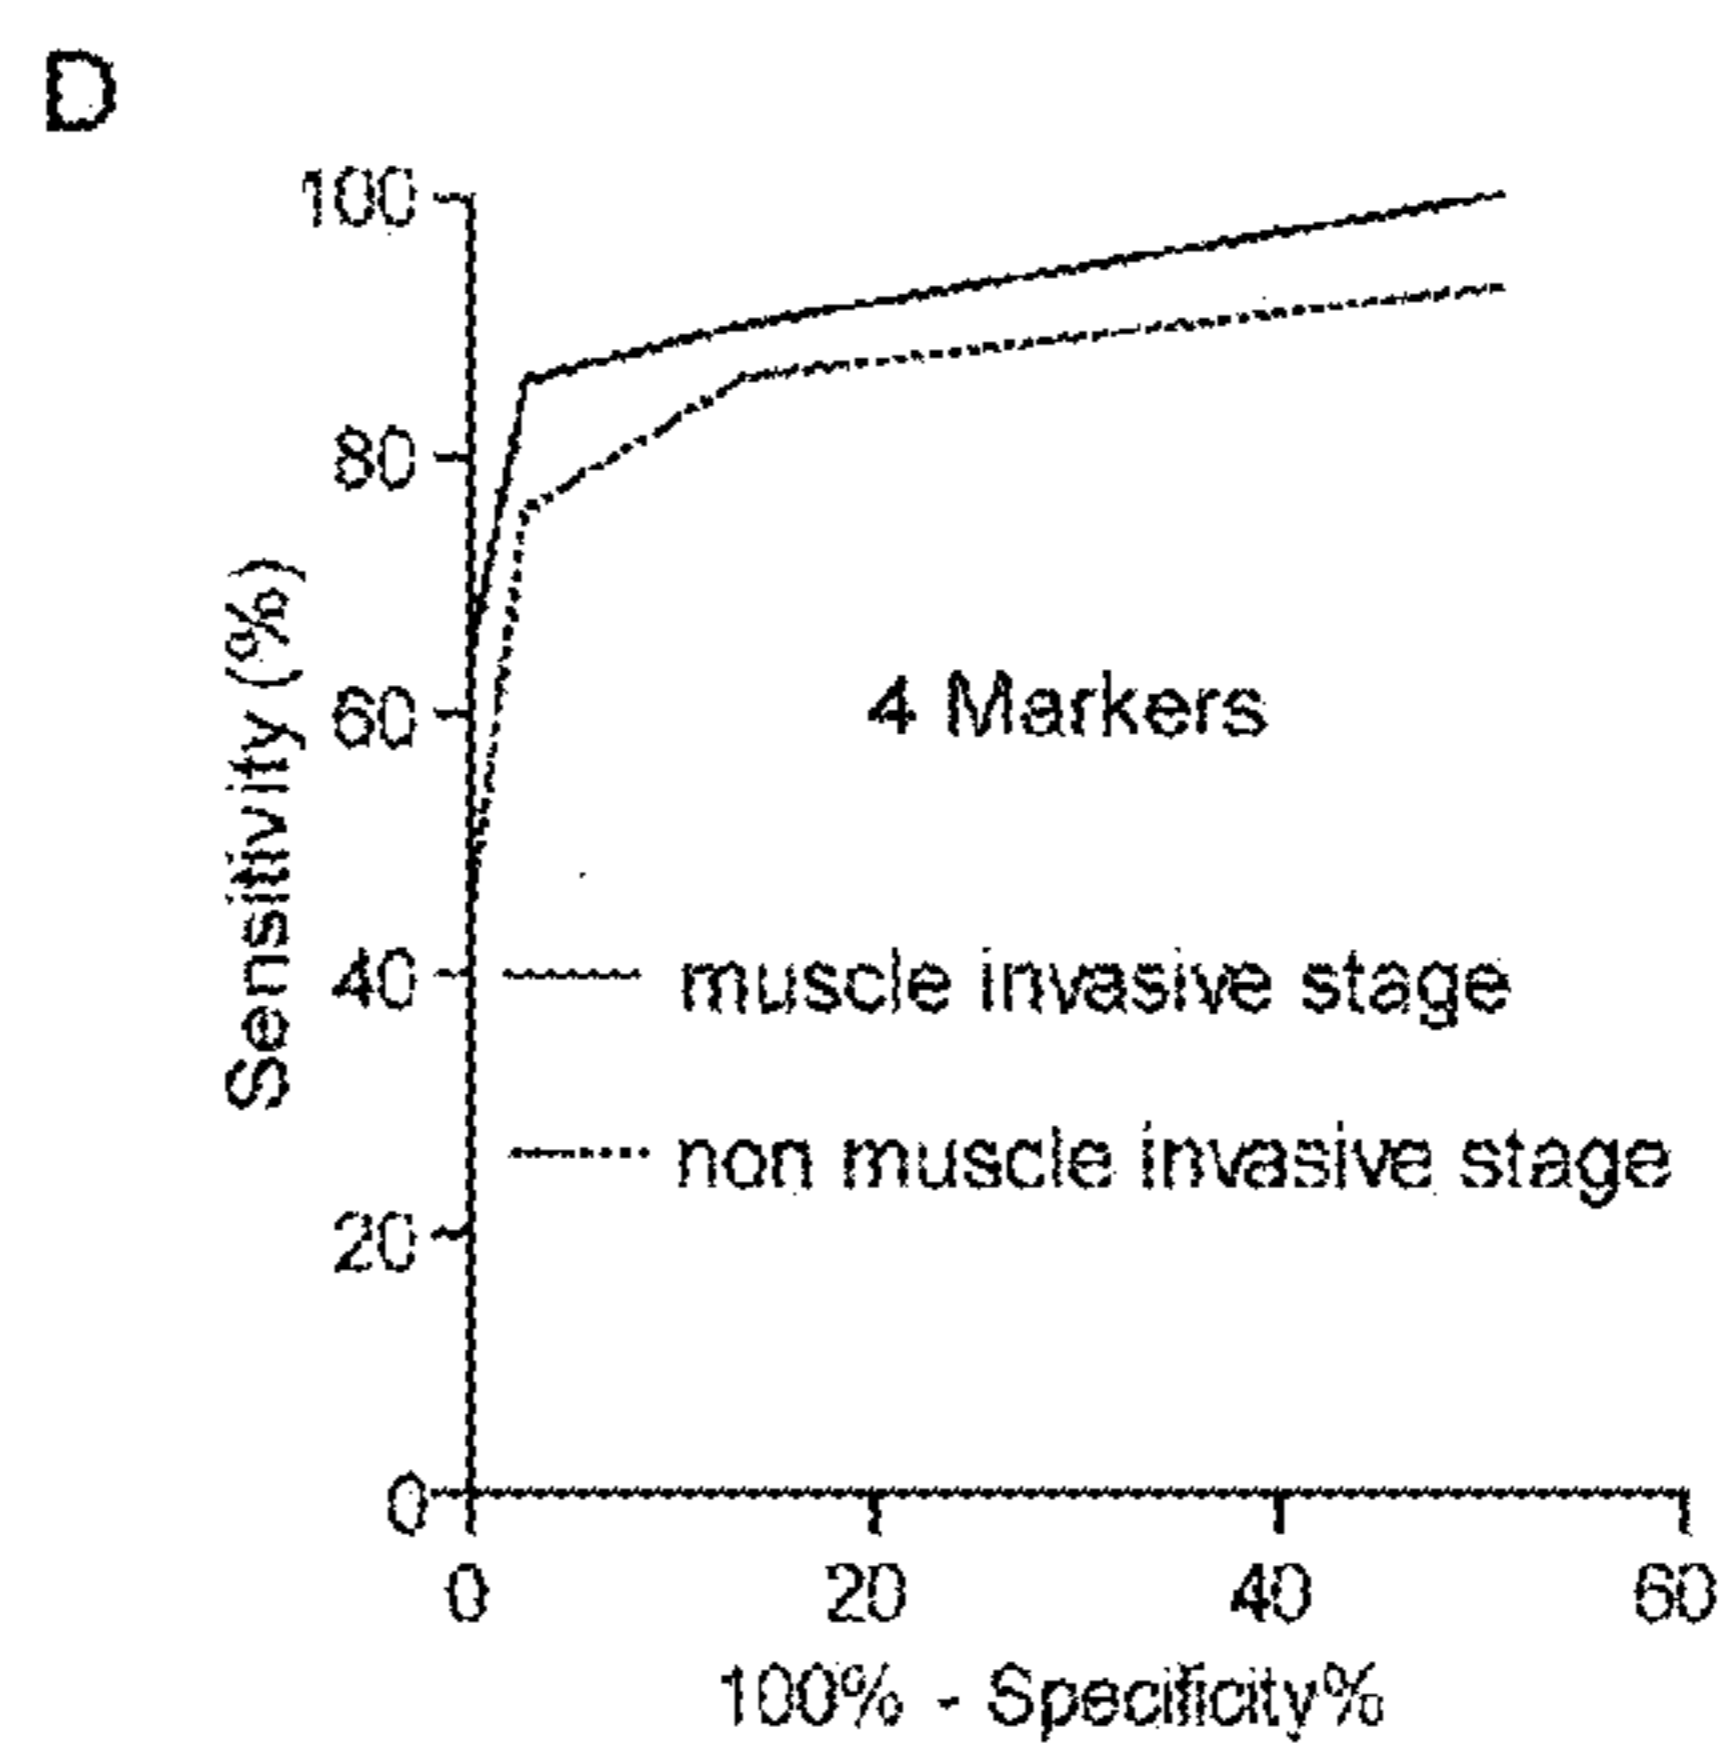 D
100
80
60
40
20
0
Sensitivity (%)
4 Markers
muscle invasive stage
non muscle invasive stage
0 20 40 60
100% - Specificity%